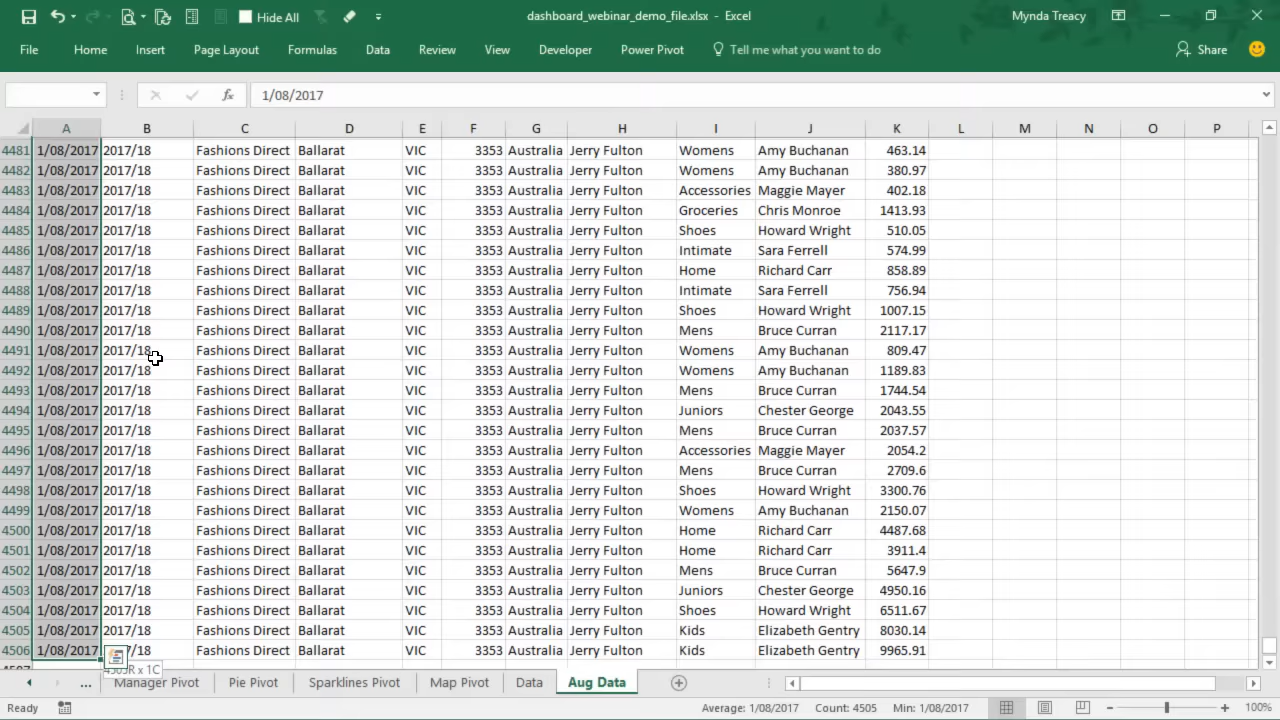 Hide All
dashboard_webinar_demo_file.xlsx - Excel
Mynda Treacy
File Home Insert Page Layout Formulas Data Review View Developer Power Pivot Tell me what you want to do Share
fx 1/08/2017
A B C D E F G H I J K L M N O P
4481 1/08/2017 2017/18 Fashions Direct Ballarat VIC 3353 Australia Jerry Fulton Womens Amy Buchanan 463.14
4482 1/08/2017 2017/18 Fashions Direct Ballarat VIC 3353 Australia Jerry Fulton Womens Amy Buchanan 380.97
4483 1/08/2017 2017/18 Fashions Direct Ballarat VIC 3353 Australia Jerry Fulton Accessories Maggie Mayer 402.18
4484 1/08/2017 2017/18 Fashions Direct Ballarat VIC 3353 Australia Jerry Fulton Groceries Chris Monroe 1413.93
4485 1/08/2017 2017/18 Fashions Direct Ballarat VIC 3353 Australia Jerry Fulton Shoes Howard Wright 510.05
4486 1/08/2017 2017/18 Fashions Direct Ballarat VIC 3353 Australia Jerry Fulton Intimate Sara Ferrell 574.99
4487 1/08/2017 2017/18 Fashions Direct Ballarat VIC 3353 Australia Jerry Fulton Home Richard Carr 858.89
4488 1/08/2017 2017/18 Fashions Direct Ballarat VIC 3353 Australia Jerry Fulton Intimate Sara Ferrell 756.94
4489 1/08/2017 2017/18 Fashions Direct Ballarat VIC 3353 Australia Jerry Fulton Shoes Howard Wright 1007.15
4490 1/08/2017 2017/18 Fashions Direct Ballarat VIC 3353 Australia Jerry Fulton Mens Bruce Curran 2117.17
4491 1/08/2017 2017/18 Fashions Direct Ballarat VIC 3353 Australia Jerry Fulton Womens Amy Buchanan 809.47
4492 1/08/2017 2017/18 Fashions Direct Ballarat VIC 3353 Australia Jerry Fulton Womens Amy Buchanan 1189.83
4493 1/08/2017 2017/18 Fashions Direct Ballarat VIC 3353 Australia Jerry Fulton Mens Bruce Curran 1744.54
4494 1/08/2017 2017/18 Fashions Direct Ballarat VIC 3353 Australia Jerry Fulton Juniors Chester George 2043.55
4495 1/08/2017 2017/18 Fashions Direct Ballarat VIC 3353 Australia Jerry Fulton Mens Bruce Curran 2037.57
4496 1/08/2017 2017/18 Fashions Direct Ballarat VIC 3353 Australia Jerry Fulton Accessories Maggie Mayer 2054.2
4497 1/08/2017 2017/18 Fashions Direct Ballarat VIC 3353 Australia Jerry Fulton Mens Bruce Curran 2709.6
4498 1/08/2017 2017/18 Fashions Direct Ballarat VIC 3353 Australia Jerry Fulton Shoes Howard Wright 3300.76
4499 1/08/2017 2017/18 Fashions Direct Ballarat VIC 3353 Australia Jerry Fulton Womens Amy Buchanan 2150.07
4500 1/08/2017 2017/18 Fashions Direct Ballarat VIC 3353 Australia Jerry Fulton Home Richard Carr 4487.68
4501 1/08/2017 2017/18 Fashions Direct Ballarat VIC 3353 Australia Jerry Fulton Home Richard Carr 3911.4
4502 1/08/2017 2017/18 Fashions Direct Ballarat VIC 3353 Australia Jerry Fulton Mens Bruce Curran 5647.9
4503 1/08/2017 2017/18 Fashions Direct Ballarat VIC 3353 Australia Jerry Fulton Juniors Chester George 4950.16
4504 1/08/2017 2017/18 Fashions Direct Ballarat VIC 3353 Australia Jerry Fulton Shoes Howard Wright 6511.67
4505 1/08/2017 2017/18 Fashions Direct Ballarat VIC 3353 Australia Jerry Fulton Kids Elizabeth Gentry 8030.14
4506 1/08/2017 7/18 Fashions Direct Ballarat VIC 3353 Australia Jerry Fulton Kids Elizabeth Gentry 9965.91
... Manager Pivot Pie Pivot Sparklines Pivot Map Pivot Data Aug Data
Ready Average: 1/08/2017 Count: 4505 Min: 1/08/2017 100%